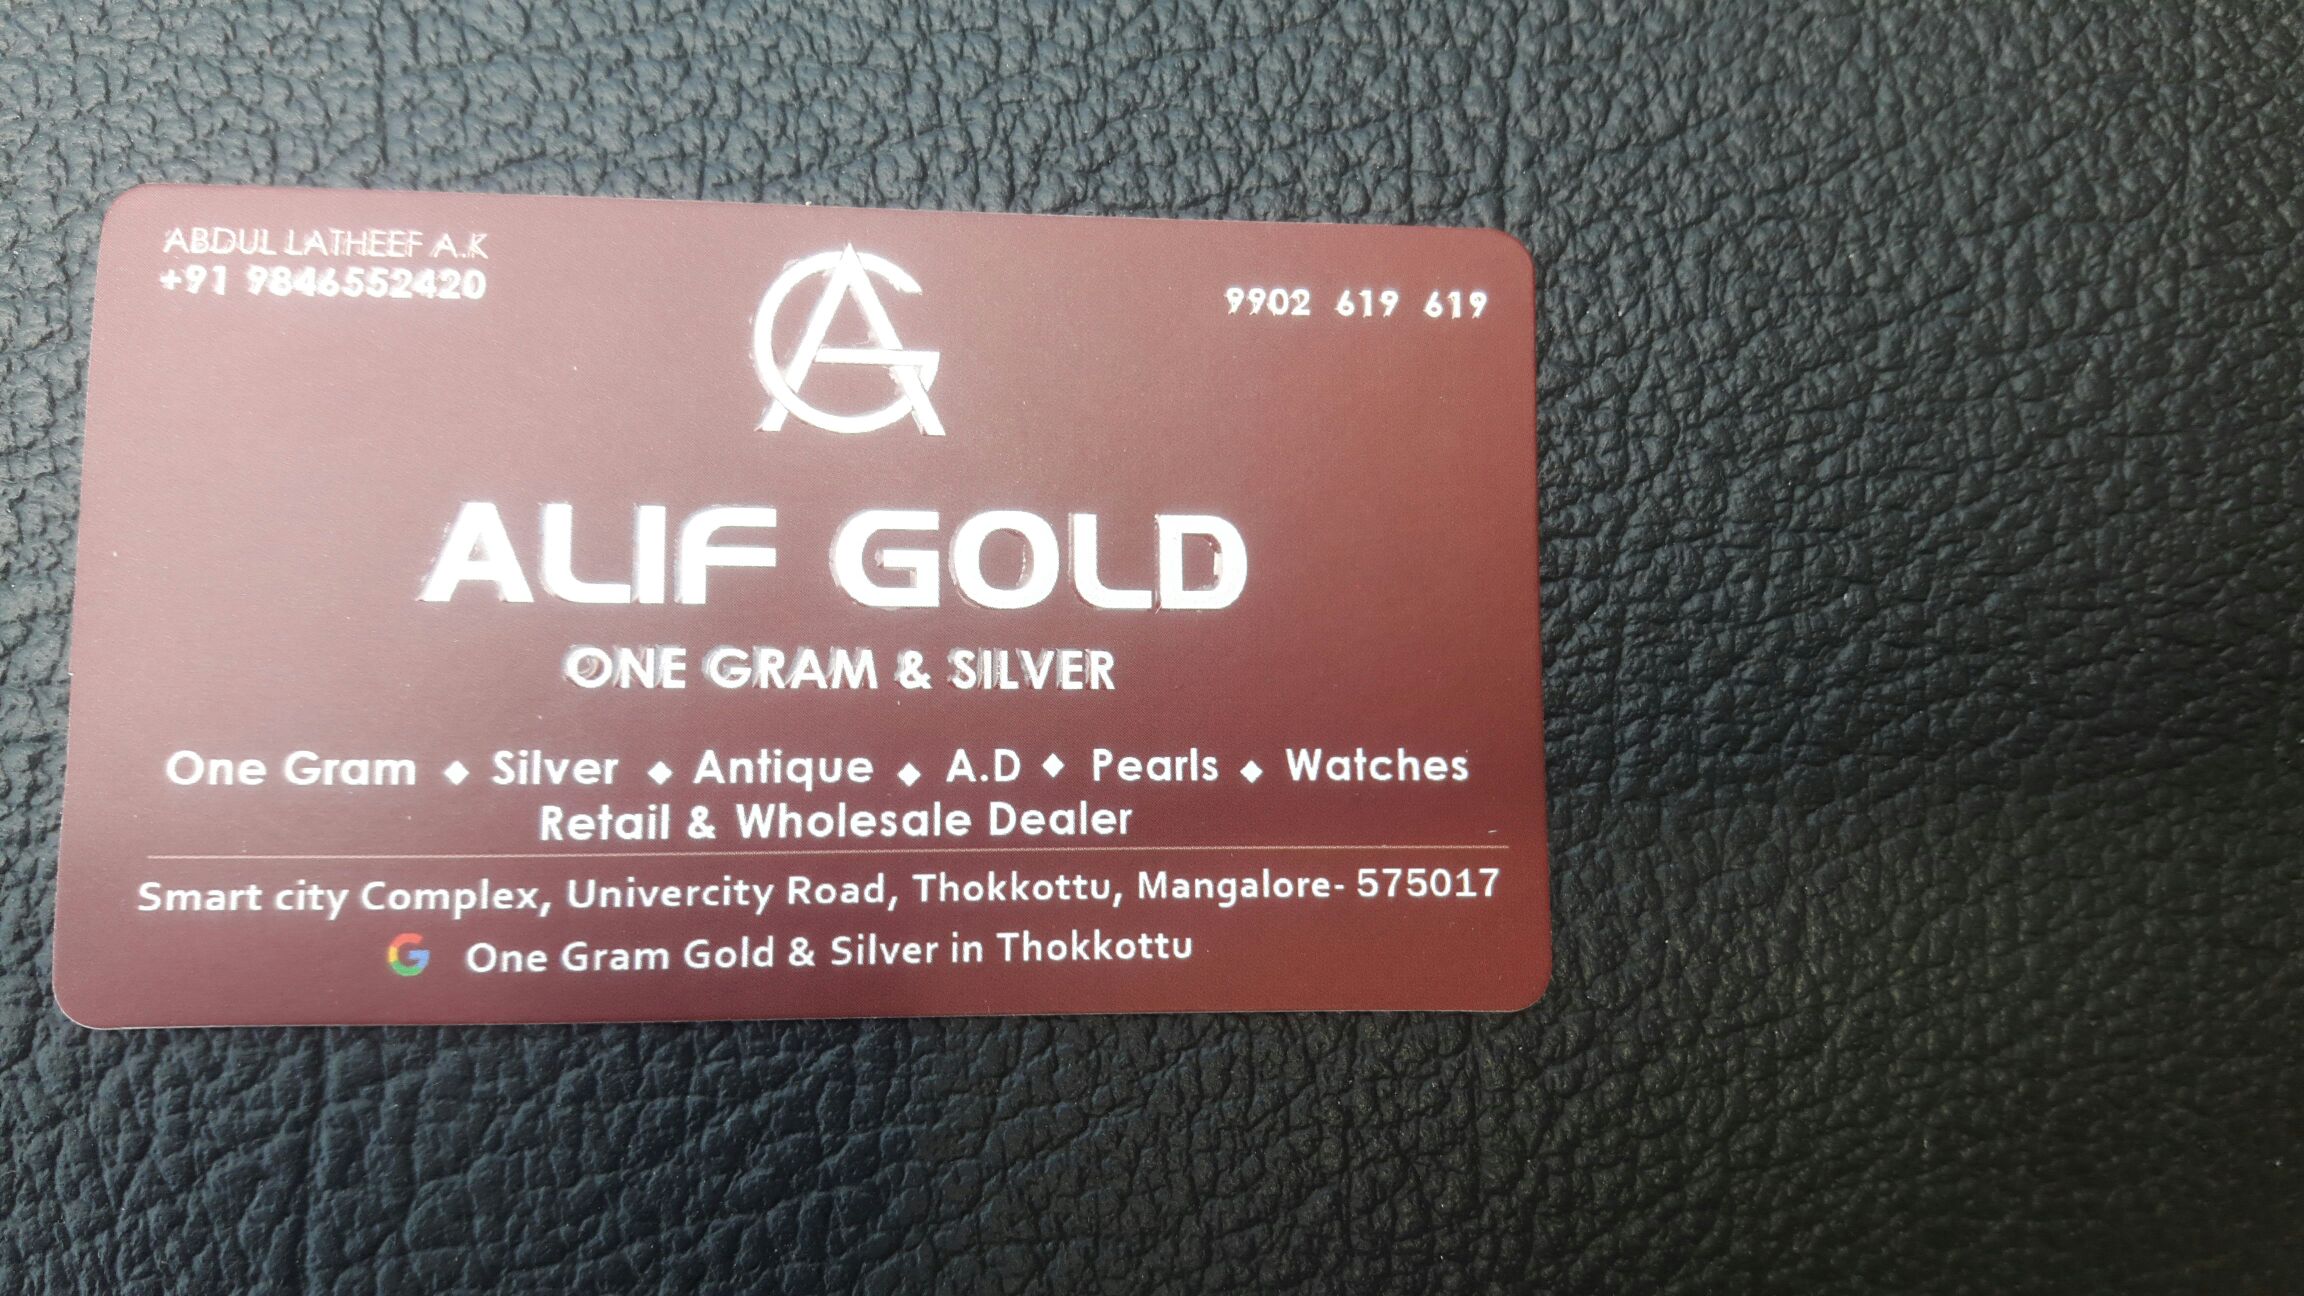 ABDUL LATHEEF A.K
+91 9846552420
9902 619 619
AG
ALIF GOLD
ONE GRAM & SILVER
One Gram ◆ Silver ◆ Antique ◆ A.D ◆ Pearls ◆ Watches
Retail & Wholesale Dealer
Smart city Complex, Univercity Road, Thokkottu, Mangalore- 575017
G One Gram Gold & Silver in Thokkottu